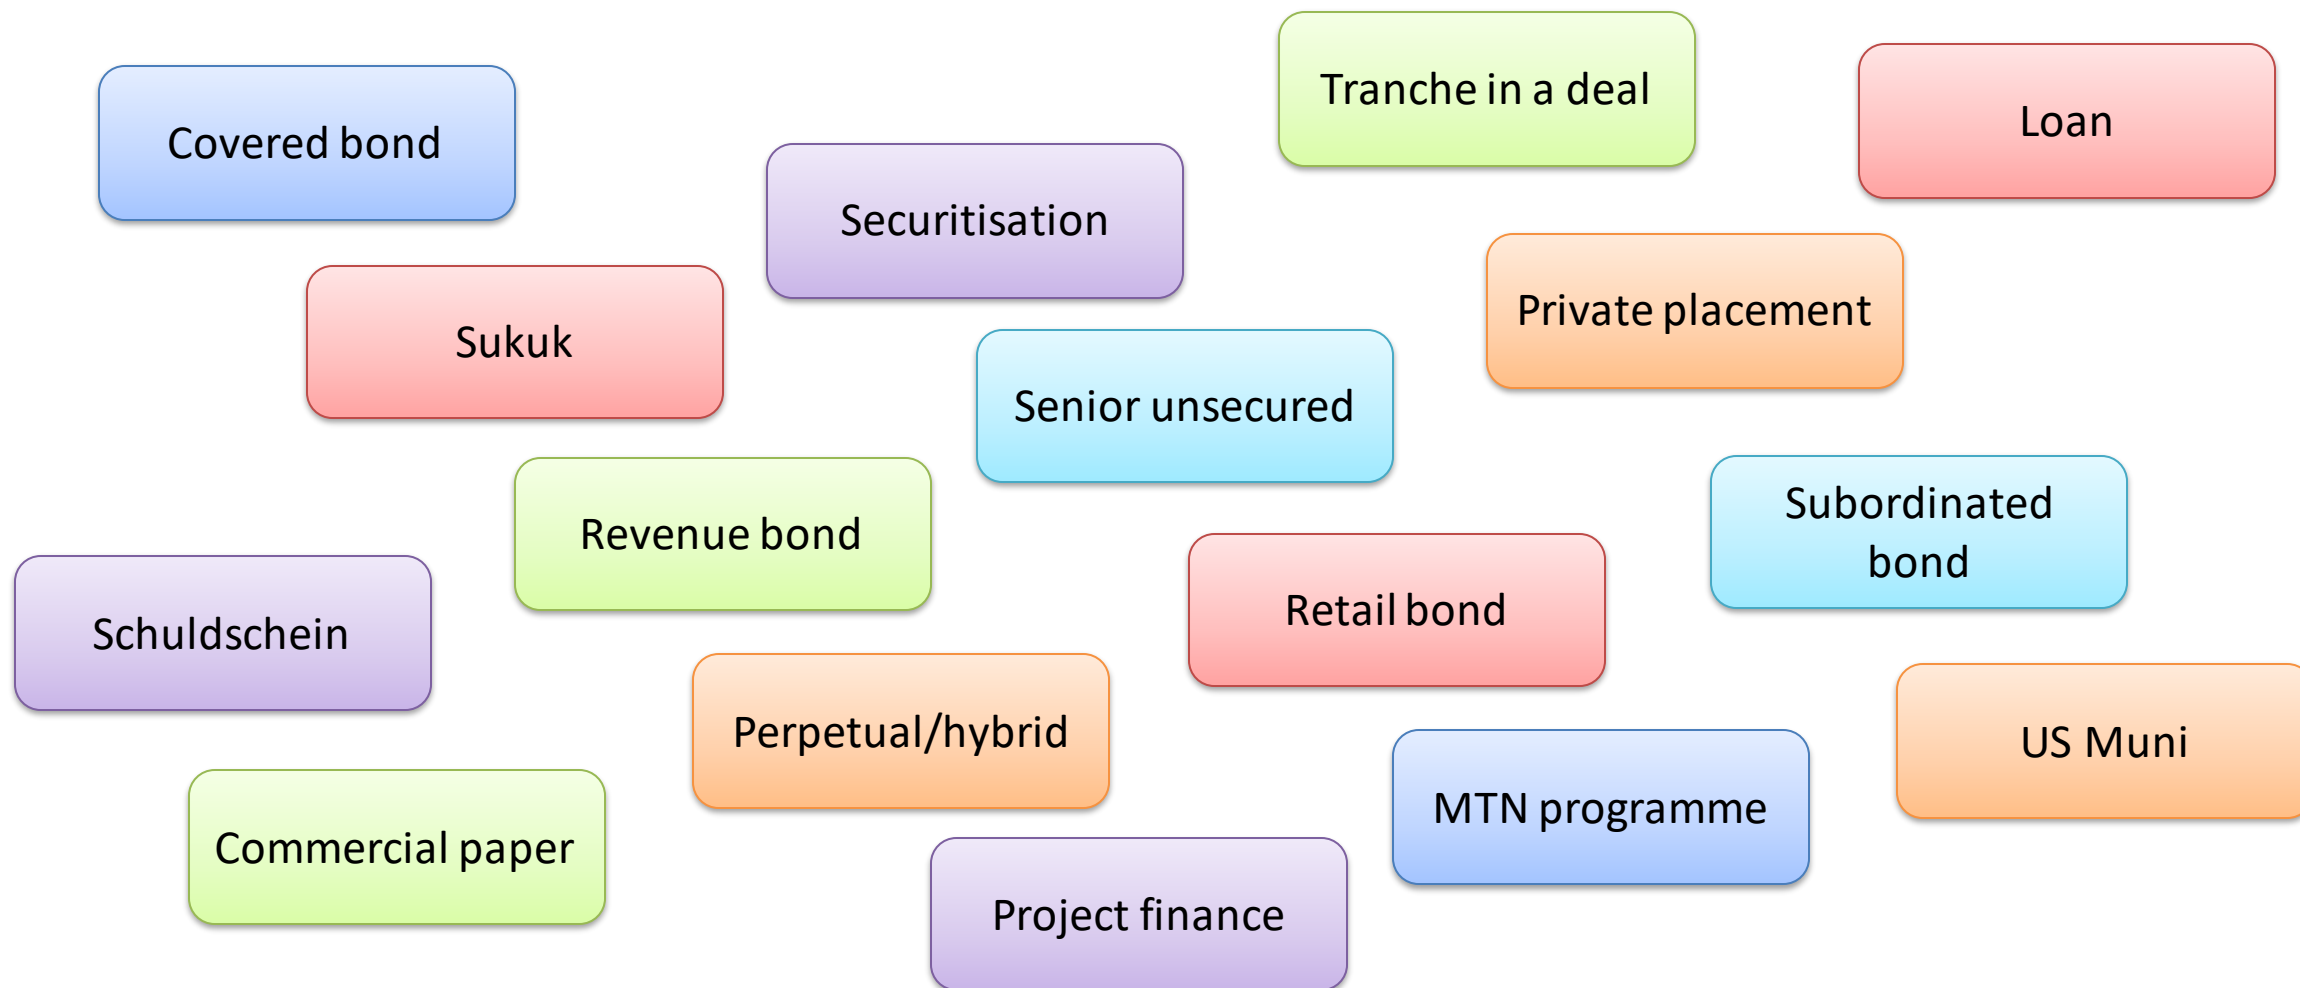 Tranche in a deal
Loan
Covered bond
Securitisation
Private placement
Sukuk
Senior unsecured
Subordinated
bond
Revenue bond
Retail bond
Schuldschein
Perpetual/hybrid
US Muni
MTN programme
Commercial paper
Project finance